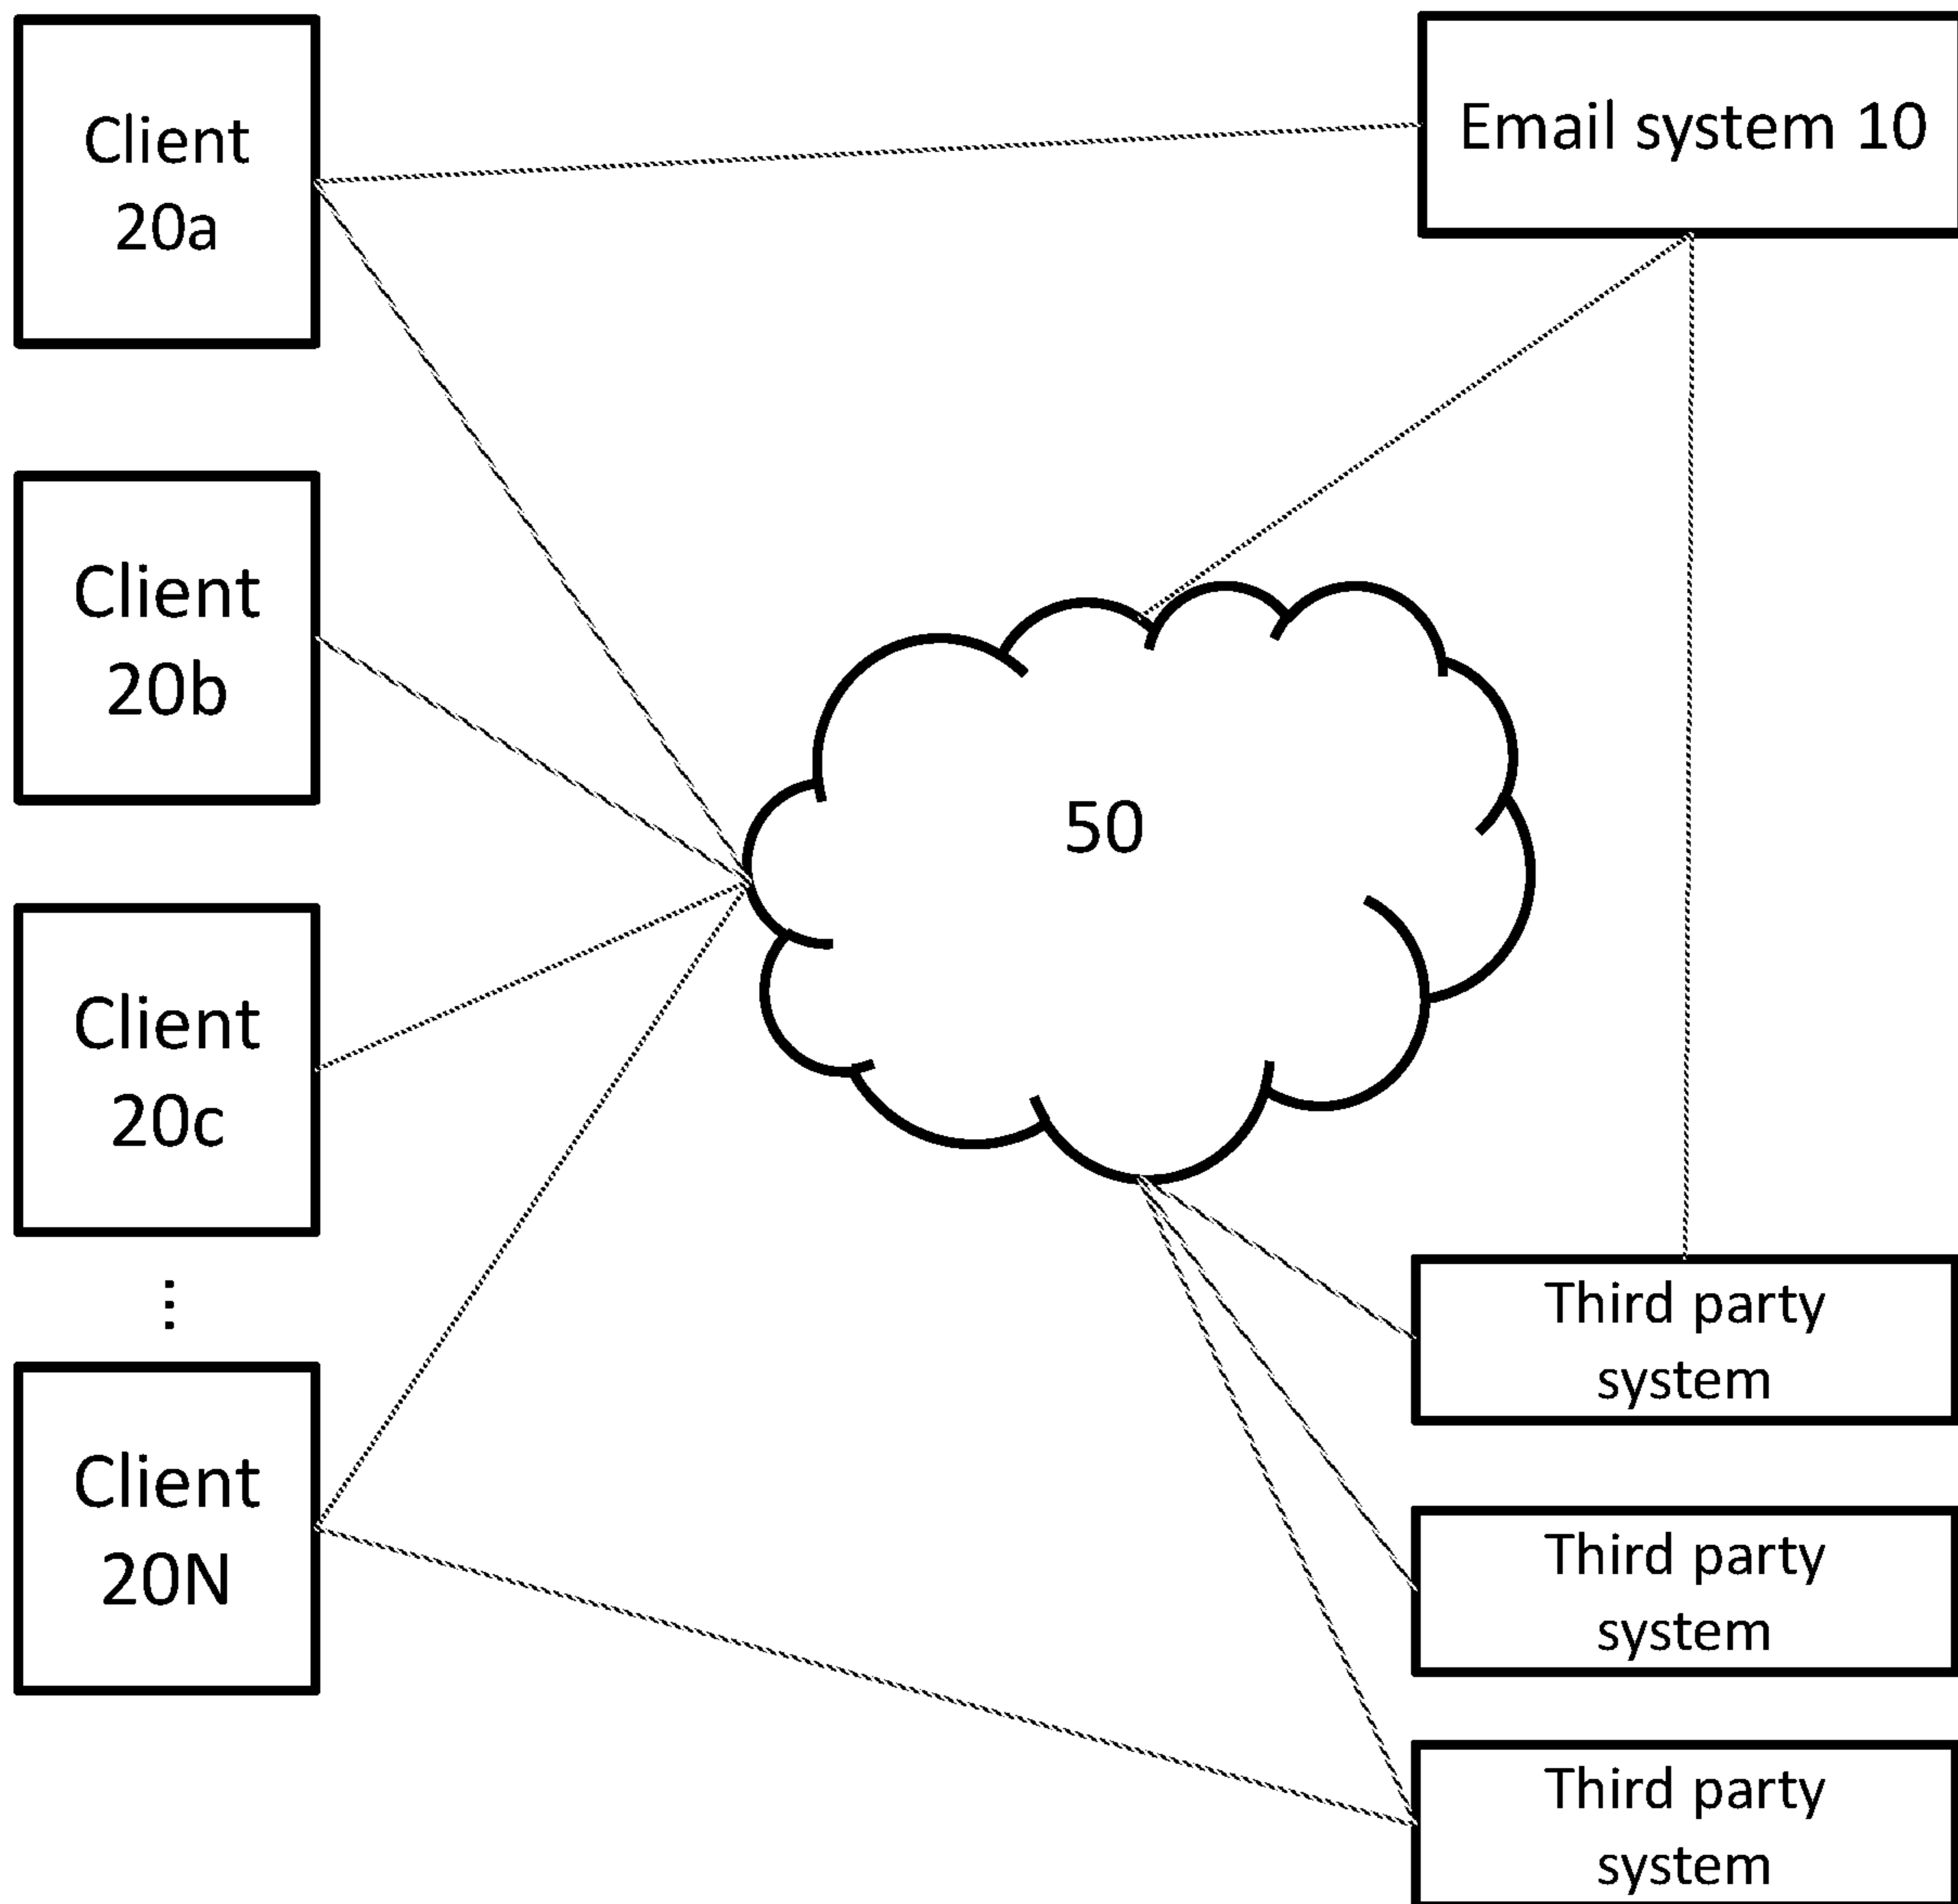 Client
20a
Email system 10
Client
20b
50
Client
20c
⋮
Third party
system
Client
20N
Third party
system
Third party
system